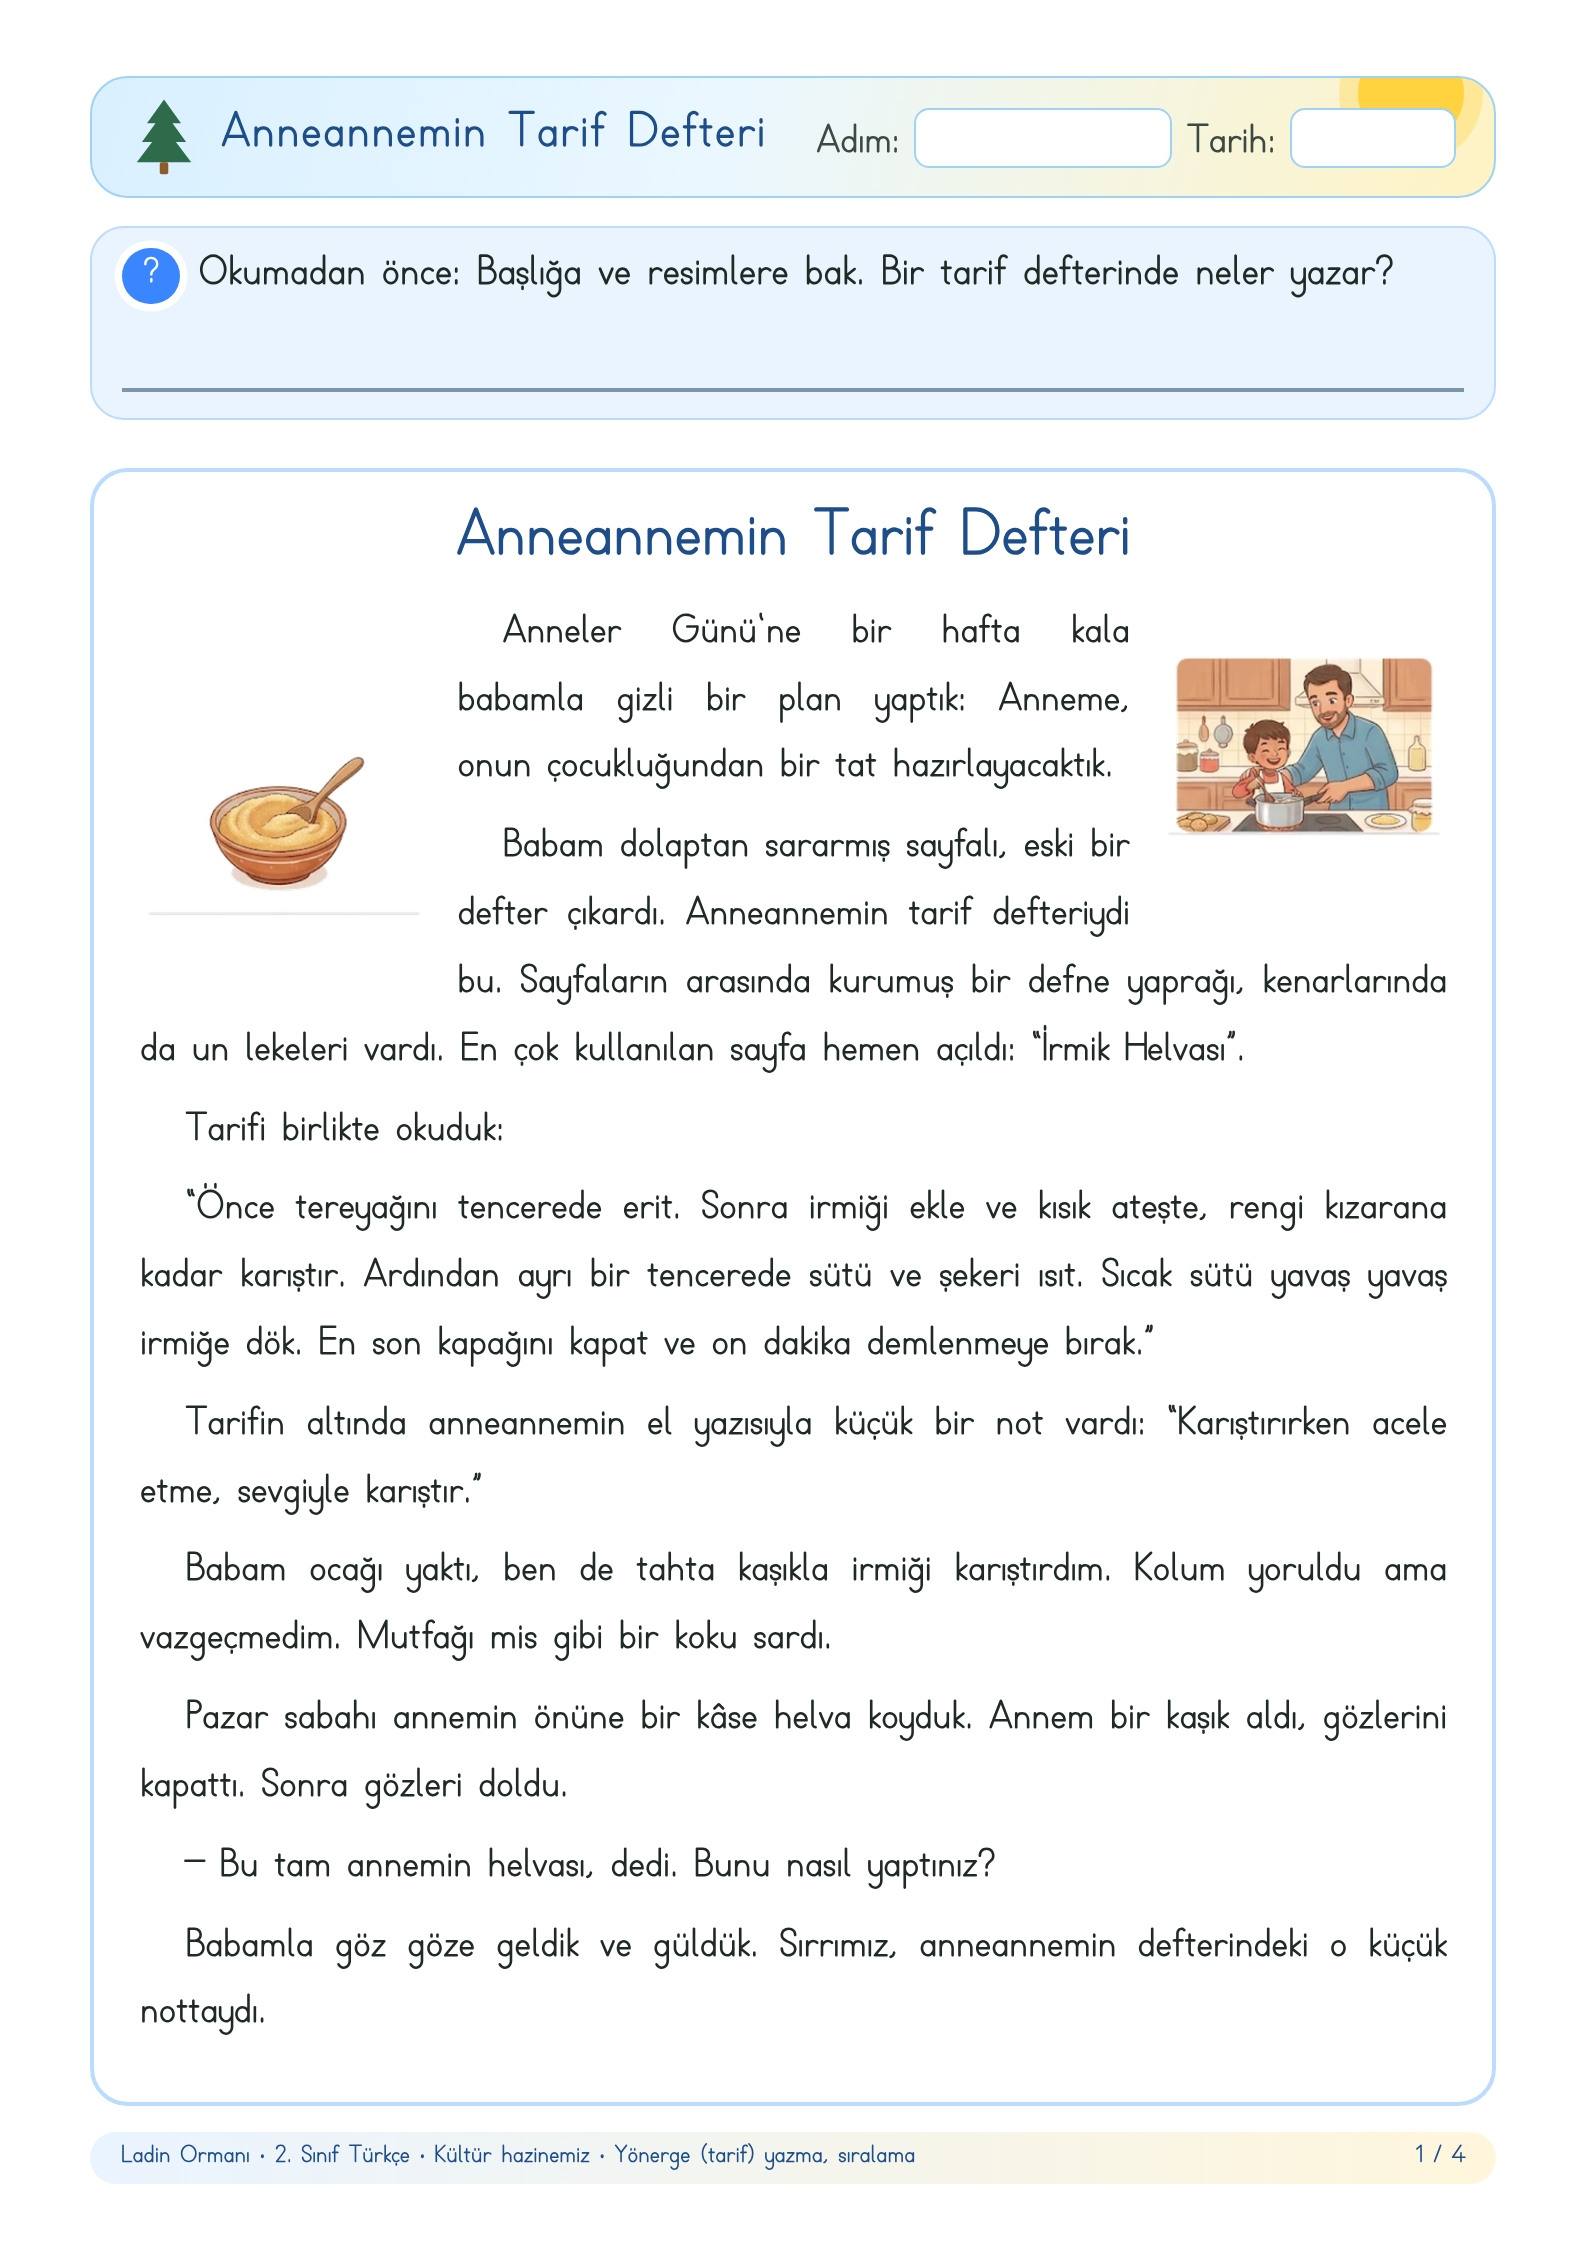 Anneannemin Tarif Defteri Adım: Tarih:
? Okumadan önce: Başlığa ve resimlere bak. Bir tarif defterinde neler yazar?
Anneannemin Tarif Defteri
Anneler Günü‛ne bir hafta kala
babamla gizli bir plan yaptık: Anneme,
onun çocukluğundan bir tat hazırlayacaktık.
Babam dolaptan sararmış sayfalı, eski bir
defter çıkardı. Anneannemin tarif defteriydi
bu. Sayfaların arasında kurumuş bir defne yaprağı, kenarlarında
da un lekeleri vardı. En çok kullanılan sayfa hemen açıldı: “İrmik Helvası”.
Tarifi birlikte okuduk:
“Önce tereyağını tencerede erit. Sonra irmiği ekle ve kısık ateşte, rengi kızarana
kadar karıştır. Ardından ayrı bir tencerede sütü ve şekeri ısıt. Sıcak sütü yavaş yavaş
irmiğe dök. En son kapağını kapat ve on dakika demlenmeye bırak.”
Tarifin altında anneannemin el yazısıyla küçük bir not vardı: “Karıştırırken acele
etme, sevgiyle karıştır.”
Babam ocağı yaktı, ben de tahta kaşıkla irmiği karıştırdım. Kolum yoruldu ama
vazgeçmedim. Mutfağı mis gibi bir koku sardı.
Pazar sabahı annemin önüne bir kâse helva koyduk. Annem bir kaşık aldı, gözlerini
kapattı. Sonra gözleri doldu.
– Bu tam annemin helvası, dedi. Bunu nasıl yaptınız?
Babamla göz göze geldik ve güldük. Sırrımız, anneannemin defterindeki o küçük
nottaydı.
Ladin Ormanı • 2. Sınıf Türkçe • Kültür hazinemiz • Yönerge (tarif) yazma, sıralama 1 / 4